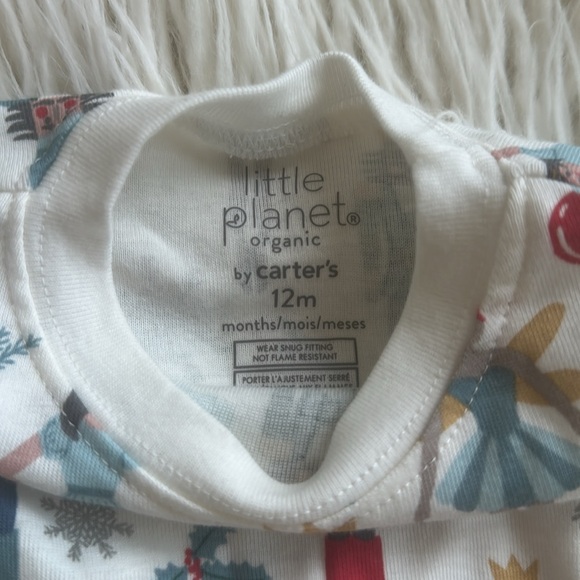 little
planet®
organic
by carter's
12m
months/mois/meses
WEAR SNUG FITTING
NOT FLAME RESISTANT
PORTER L'AJUSTEMENT SERRÉ